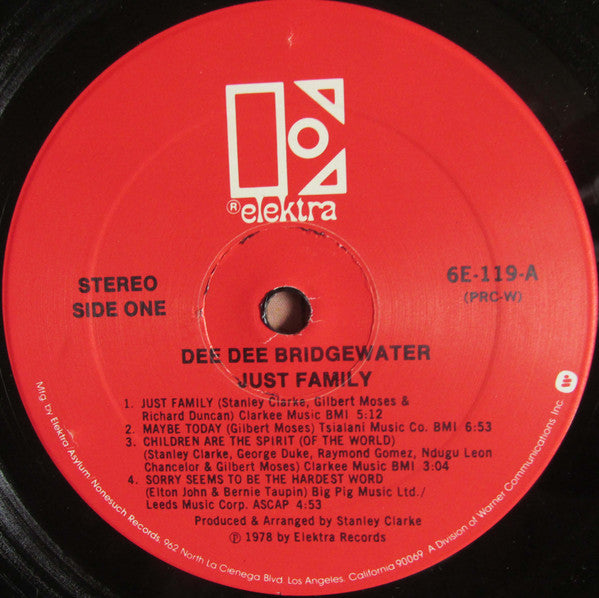 ® elektra
STEREO
SIDE ONE
6E-119-A
(PRC-W)
DEE DEE BRIDGEWATER
JUST FAMILY
1. JUST FAMILY (Stanley Clarke, Gilbert Moses &
Richard Duncan) Clarkee Music BMI 5:12
2. MAYBE TODAY (Gilbert Moses) Tsialani Music Co. BMI 6:53
3. CHILDREN ARE THE SPIRIT (OF THE WORLD)
(Stanley Clarke, George Duke, Raymond Gomez, Ndugu Leon
Chancelor & Gilbert Moses) Clarkee Music BMI 3:04
4. SORRY SEEMS TO BE THE HARDEST WORD
(Elton John & Bernie Taupin) Big Pig Music Ltd./
Leeds Music Corp. ASCAP 4:53
Produced & Arranged by Stanley Clarke
℗ 1978 by Elektra Records
Mfg. by Elektra/Asylum/Nonesuch Records, 962 North La Cienega Blvd. Los Angeles, California 90069 A Division of Warner Communications Inc.